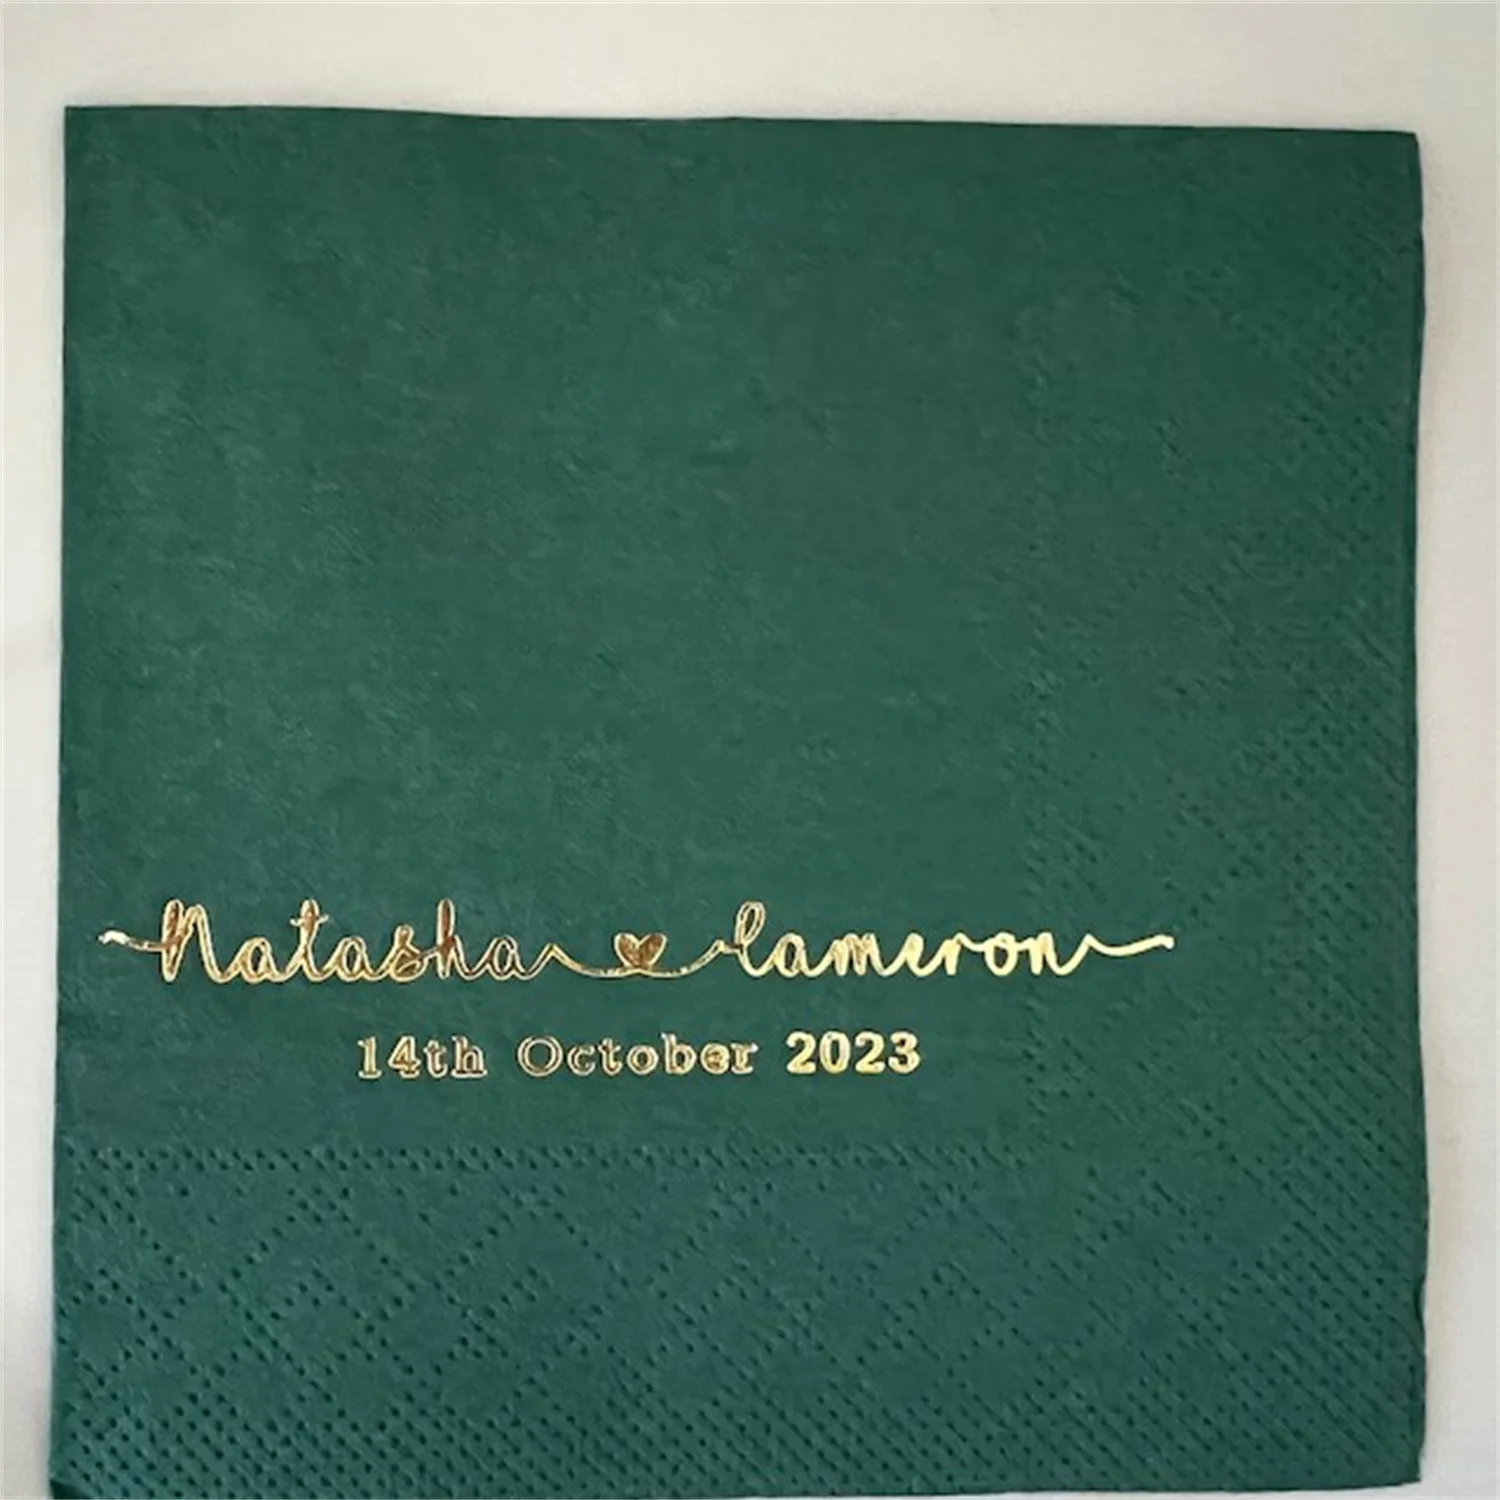 Natasha ♥ Cameron
14th October 2023